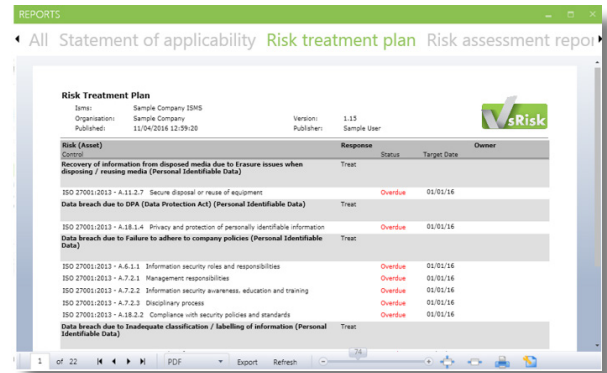 REPORTS
All Statement of applicability Risk treatment plan Risk assessment repor
Risk Treatment Plan
Isms: Sample Company ISMS
Organisation: Sample Company Version: 1.15
Published: 11/04/2016 12:59:20 Publisher: Sample User
VsRisk
Risk (Asset) Response Owner
Control Status Target Date
Recovery of information from disposed media due to Erasure issues when Treat
disposing / reusing media (Personal Identifiable Data)
ISO 27001:2013 - A.11.2.7 Secure disposal or reuse of equipment Overdue 01/01/16
Data breach due to DPA (Data Protection Act) (Personal Identifiable Data) Treat
ISO 27001:2013 - A.18.1.4 Privacy and protection of personally identifiable information Overdue 01/01/16
Data breach due to Failure to adhere to company policies (Personal Identifiable Treat
Data)
ISO 27001:2013 - A.6.1.1 Information security roles and responsibilities Overdue 01/01/16
ISO 27001:2013 - A.7.2.1 Management responsibilities Overdue 01/01/16
ISO 27001:2013 - A.7.2.2 Information security awareness, education and training Overdue 01/01/16
ISO 27001:2013 - A.7.2.3 Disciplinary process Overdue 01/01/16
ISO 27001:2013 - A.18.2.2 Compliance with security policies and standards Overdue 01/01/16
Data breach due to Inadequate classification / labelling of information (Personal Treat
Identifiable Data)
1 of 22 PDF Export Refresh 74